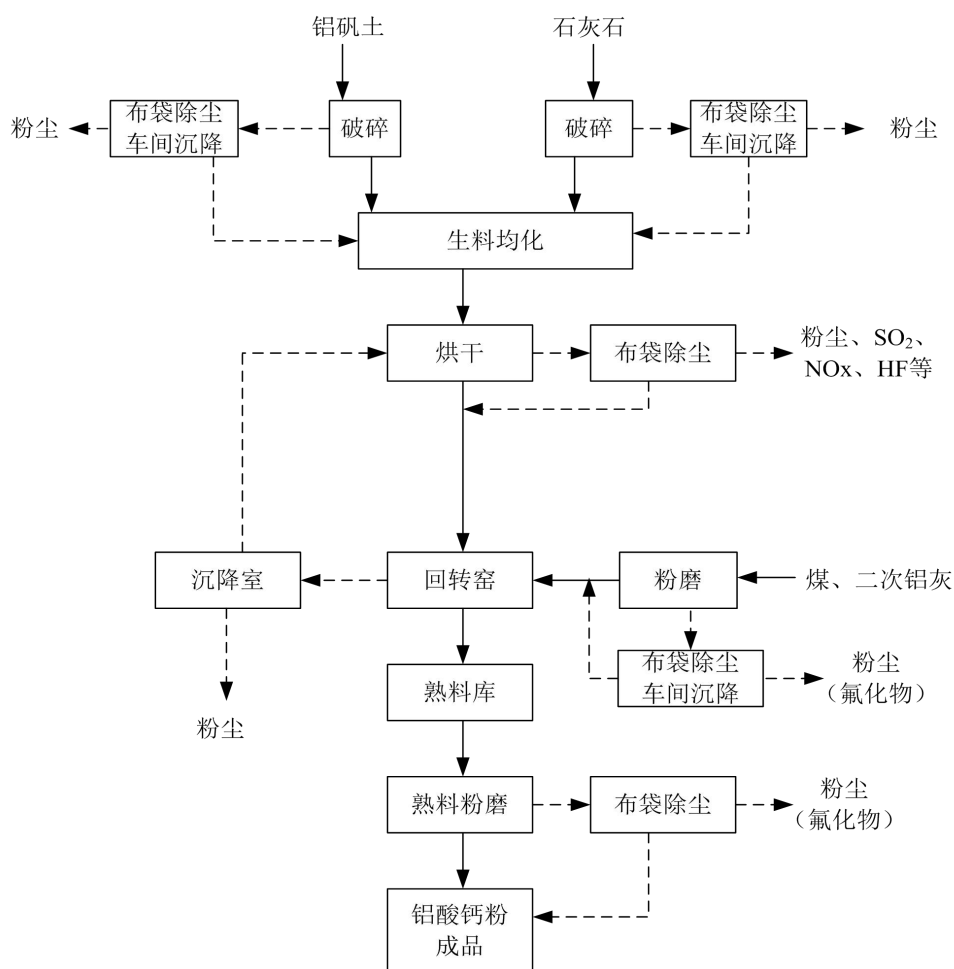 铝矾土
石灰石
粉尘
布袋除尘
车间沉降
破碎
破碎
布袋除尘
车间沉降
粉尘
生料均化
烘干
布袋除尘
粉尘、SO₂、
NOx、HF等
沉降室
回转窑
粉磨
煤、二次铝灰
布袋除尘
车间沉降
粉尘
（氟化物）
熟料库
粉尘
熟料粉磨
布袋除尘
粉尘
（氟化物）
铝酸钙粉
成品